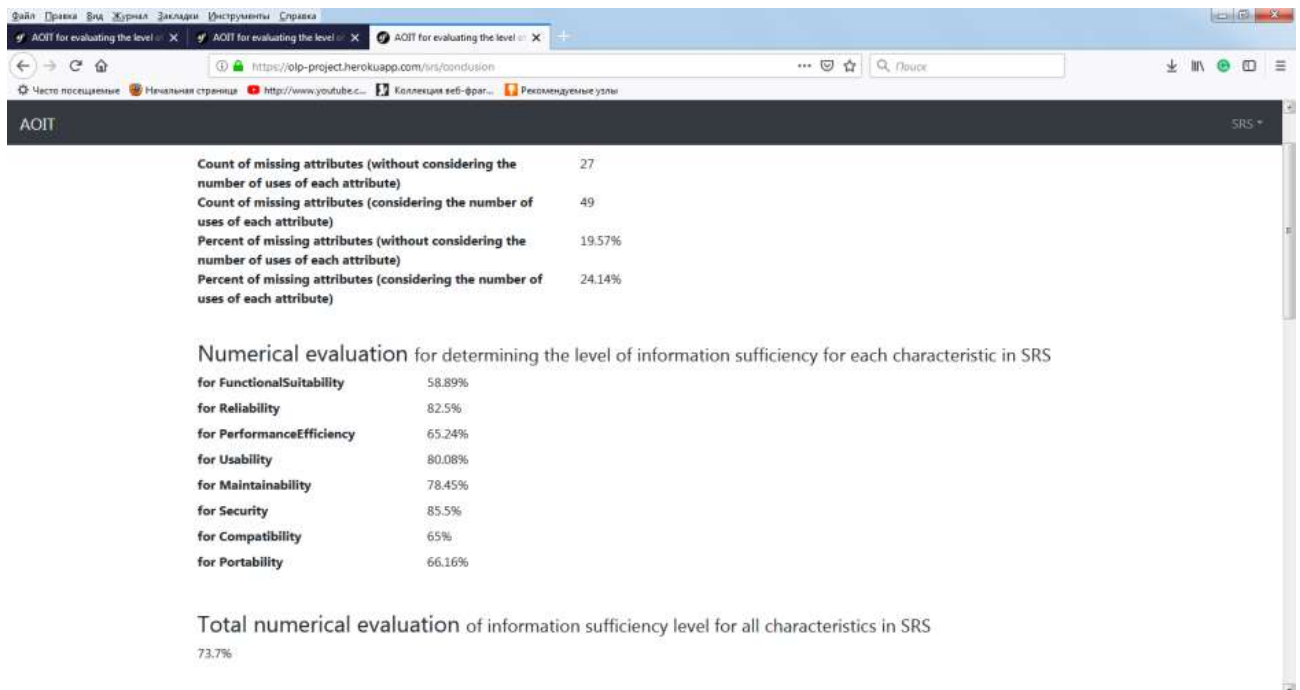 Файл Правка Вид Журнал Закладки Инструменты Справка
AOIT for evaluating the level of AOIT for evaluating the level of AOIT for evaluating the level of
https://olp-project.herokuapp.com/srs/conclusion Поиск
Часто посещаемые Начальная страница http://www.youtube.c... Коллекция веб-фраг... Рекомендуемые узлы
AOIT SRS
Count of missing attributes (without considering the 27
number of uses of each attribute)
Count of missing attributes (considering the number of 49
uses of each attribute)
Percent of missing attributes (without considering the 19.57%
number of uses of each attribute)
Percent of missing attributes (considering the number of 24.14%
uses of each attribute)
Numerical evaluation for determining the level of information sufficiency for each characteristic in SRS
for FunctionalSuitability 58.89%
for Reliability 82.5%
for PerformanceEfficiency 65.24%
for Usability 80.08%
for Maintainability 78.45%
for Security 85.5%
for Compatibility 65%
for Portability 66.16%
Total numerical evaluation of information sufficiency level for all characteristics in SRS
73.7%